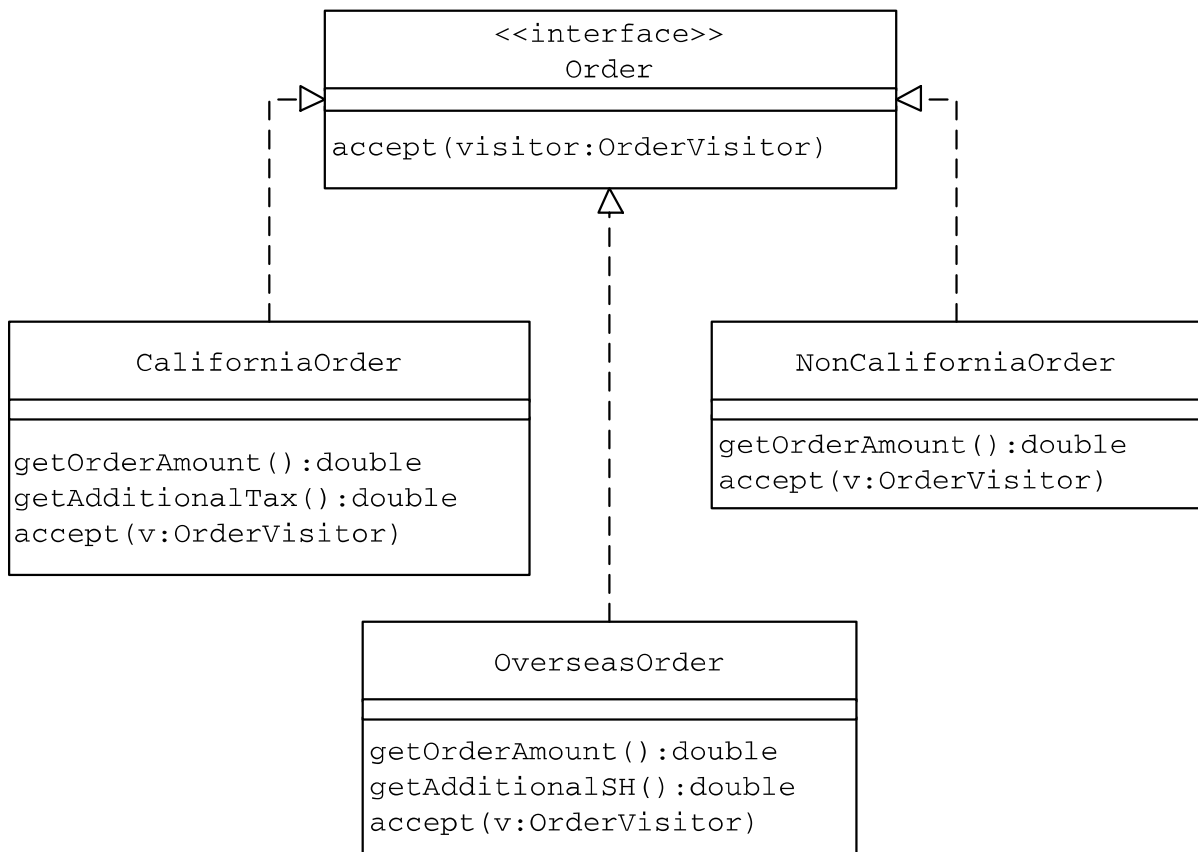 <<interface>>
Order
accept(visitor:OrderVisitor)
CaliforniaOrder
getOrderAmount():double
getAdditionalTax():double
accept(v:OrderVisitor)
NonCaliforniaOrder
getOrderAmount():double
accept(v:OrderVisitor)
OverseasOrder
getOrderAmount():double
getAdditionalSH():double
accept(v:OrderVisitor)